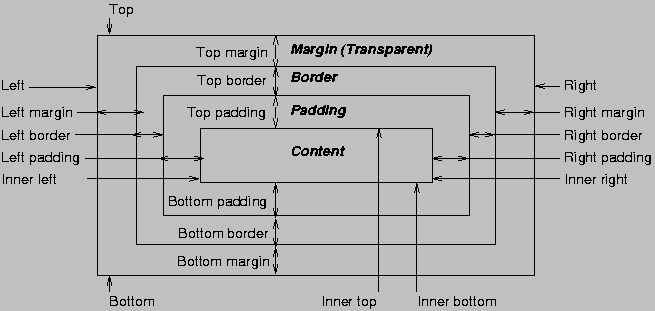 Top
Top margin Margin (Transparent)
Top border Border
Left Right
Left margin Top padding Padding Right margin
Left border Right border
Left padding Content Right padding
Inner left Inner right
Bottom padding
Bottom border
Bottom margin
Bottom Inner top Inner bottom